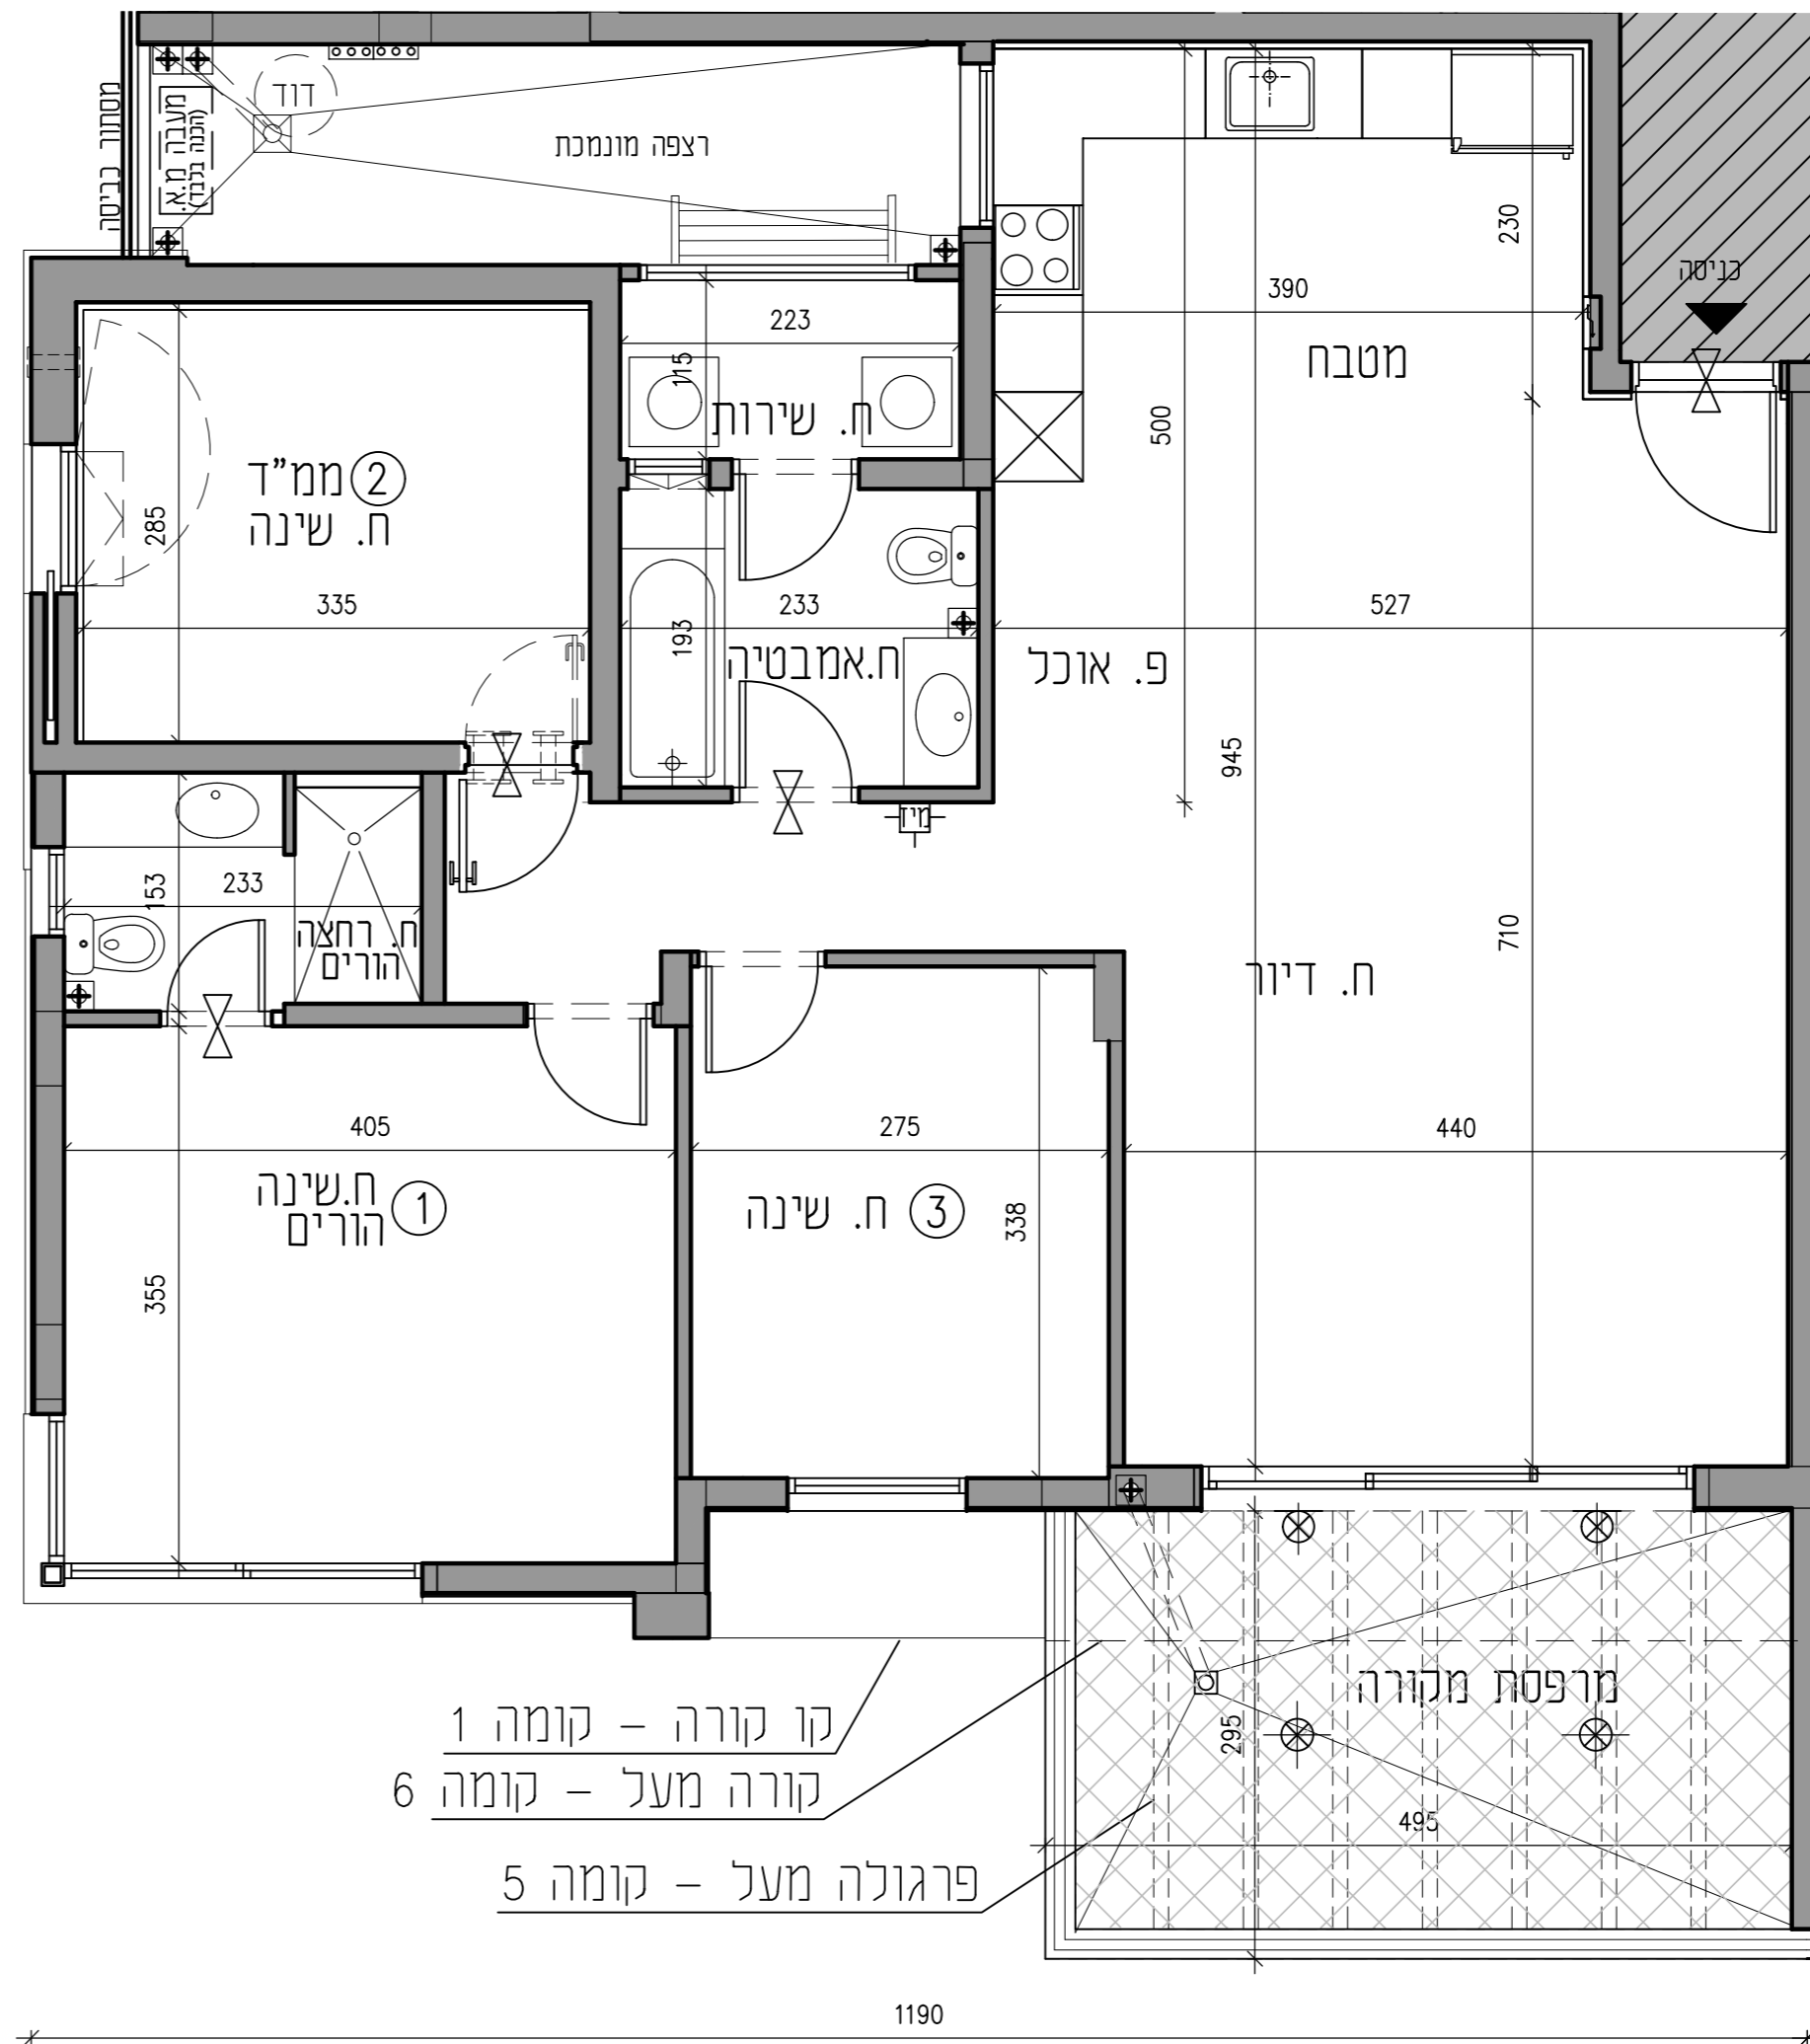 מסתור כביסה
מעבה מ.א.
(הכנה בלבד)
דוד
רצפה מונמכת
כניסה
230
390
223
115
מטבח
ח. שירות
500
ממ"ד 2
ח. שינה
285
335
233
527
193
ח.אמבטיה
פ. אוכל
945
מיז
153
233
ח. רחצה
הורים
710
ח. דיור
405
275
440
ח.שינה
הורים
1
ח. שינה 3
338
355
קו קורה - קומה 1
קורה מעל - קומה 6
פרגולה מעל - קומה 5
מרפסת מקורה
295
495
1190